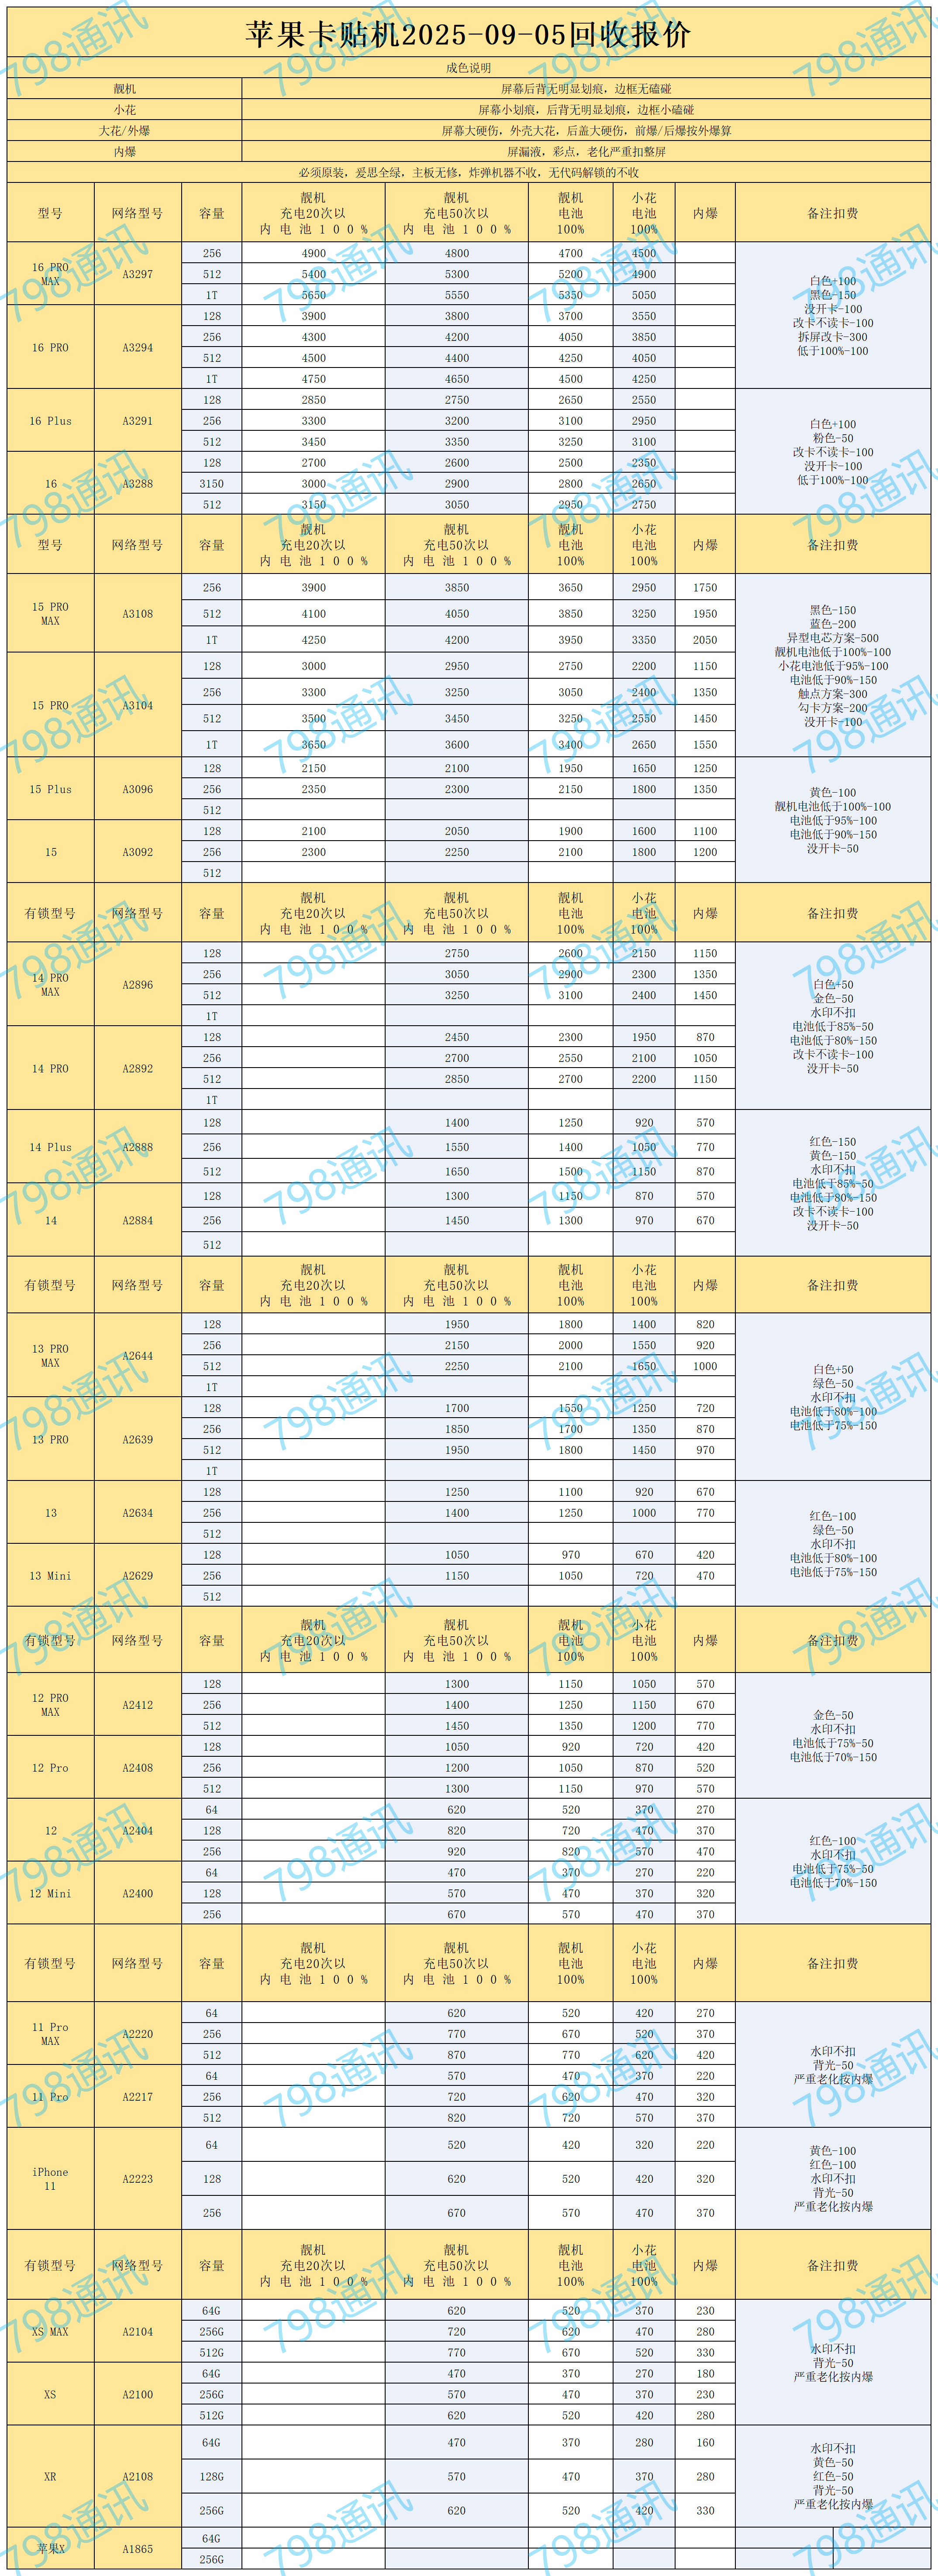 苹果卡贴机2025-09-05回收报价
成色说明
靓机 屏幕后背无明显划痕，边框无磕碰
小花 屏幕小划痕，后背无明显划痕，边框小磕碰
大花/外爆 屏幕大硬伤，外壳大花，后盖大硬伤，前爆/后爆按外爆算
内爆 屏漏液，彩点，老化严重扣整屏
必须原装，爱思全绿，主板无修，炸弹机器不收，无代码解锁的不收
型号 网络型号 容量 靓机 充电20次以内电池100% 靓机 充电50次以内电池100% 靓机 电池 100% 小花 电池 100% 内爆 备注扣费
16 PRO MAX A3297 256 4900 4800 4700 4500
512 5400 5300 5200 4900
1T 5650 5550 5350 5050
16 PRO A3294 128 3900 3800 3700 3550
256 4300 4200 4050 3850
512 4500 4400 4250 4050
1T 4750 4650 4500 4250
白色+100
黑色-150
没开卡-100
改卡不读卡-100
拆屏改卡-300
低于100%-100
16 Plus A3291 128 2850 2750 2650 2550
256 3300 3200 3100 2950
512 3450 3350 3250 3100
16 A3288 128 2700 2600 2500 2350
3150 3000 2900 2800 2650
512 3150 3050 2950 2750
白色+100
粉色-50
改卡不读卡-100
没开卡-100
低于100%-100
型号 网络型号 容量 靓机 充电20次以内电池100% 靓机 充电50次以内电池100% 靓机 电池 100% 小花 电池 100% 内爆 备注扣费
15 PRO MAX A3108 256 3900 3850 3650 2950 1750
512 4100 4050 3850 3250 1950
1T 4250 4200 3950 3350 2050
15 PRO A3104 128 3000 2950 2750 2200 1150
256 3300 3250 3050 2400 1350
512 3500 3450 3250 2550 1450
1T 3650 3600 3400 2650 1550
黑色-150
蓝色-200
异型电芯方案-500
靓机电池低于100%-100
小花电池低于95%-100
电池低于90%-150
触点方案-300
勾卡方案-200
没开卡-100
15 Plus A3096 128 2150 2100 1950 1650 1250
256 2350 2300 2150 1800 1350
512
15 A3092 128 2100 2050 1900 1600 1100
256 2300 2250 2100 1800 1200
512
黄色-100
靓机电池低于100%-100
电池低于95%-100
电池低于90%-150
没开卡-50
有锁型号 网络型号 容量 靓机 充电20次以内电池100% 靓机 充电50次以内电池100% 靓机 电池 100% 小花 电池 100% 内爆 备注扣费
14 PRO MAX A2896 128 2750 2600 2150 1150
256 3050 2900 2300 1350
512 3250 3100 2400 1450
1T
14 PRO A2892 128 2450 2300 1950 870
256 2700 2550 2100 1050
512 2850 2700 2200 1150
1T
白色+50
金色-50
水印不扣
电池低于85%-50
电池低于80%-150
改卡不读卡-100
没开卡-50
14 Plus A2888 128 1400 1250 920 570
256 1550 1400 1050 770
512 1650 1500 1150 870
14 A2884 128 1300 1150 870 570
256 1450 1300 970 670
512
红色-150
黄色-150
水印不扣
电池低于85%-50
电池低于80%-150
改卡不读卡-100
没开卡-50
有锁型号 网络型号 容量 靓机 充电20次以内电池100% 靓机 充电50次以内电池100% 靓机 电池 100% 小花 电池 100% 内爆 备注扣费
13 PRO MAX A2644 128 1950 1800 1400 820
256 2150 2000 1550 920
512 2250 2100 1650 1000
1T
13 PRO A2639 128 1700 1550 1250 720
256 1850 1700 1350 870
512 1950 1800 1450 970
1T
白色+50
绿色-50
水印不扣
电池低于80%-100
电池低于75%-150
13 A2634 128 1250 1100 920 670
256 1400 1250 1000 770
512
13 Mini A2629 128 1050 970 670 420
256 1150 1050 720 470
512
红色-100
绿色-50
水印不扣
电池低于80%-100
电池低于75%-150
有锁型号 网络型号 容量 靓机 充电20次以内电池100% 靓机 充电50次以内电池100% 靓机 电池 100% 小花 电池 100% 内爆 备注扣费
12 PRO MAX A2412 128 1300 1150 1050 570
256 1400 1250 1150 670
512 1450 1350 1200 770
12 Pro A2408 128 1050 920 720 420
256 1200 1050 870 520
512 1300 1150 970 570
金色-50
水印不扣
电池低于75%-50
电池低于70%-150
12 A2404 64 620 520 370 270
128 820 720 470 370
256 920 820 570 470
12 Mini A2400 64 470 370 270 220
128 570 470 370 320
256 670 570 470 370
红色-100
水印不扣
电池低于75%-50
电池低于70%-150
有锁型号 网络型号 容量 靓机 充电20次以内电池100% 靓机 充电50次以内电池100% 靓机 电池 100% 小花 电池 100% 内爆 备注扣费
11 Pro MAX A2220 64 620 520 420 270
256 770 670 520 370
512 870 770 620 420
11 Pro A2217 64 570 470 370 220
256 720 620 470 320
512 820 720 570 370
水印不扣
背光-50
严重老化按内爆
iPhone 11 A2223 64 520 420 320 220
128 620 520 420 320
256 670 570 470 370
黄色-100
红色-100
水印不扣
背光-50
严重老化按内爆
有锁型号 网络型号 容量 靓机 充电20次以内电池100% 靓机 充电50次以内电池100% 靓机 电池 100% 小花 电池 100% 内爆 备注扣费
XS MAX A2104 64G 620 520 370 230
256G 720 620 470 280
512G 770 670 520 330
XS A2100 64G 470 370 270 180
256G 570 470 370 230
512G 620 520 420 280
水印不扣
背光-50
严重老化按内爆
XR A2108 64G 470 370 280 160
128G 570 470 370 280
256G 620 520 420 330
水印不扣
黄色-50
红色-50
背光-50
严重老化按内爆
苹果X A1865 64G
256G
798通讯